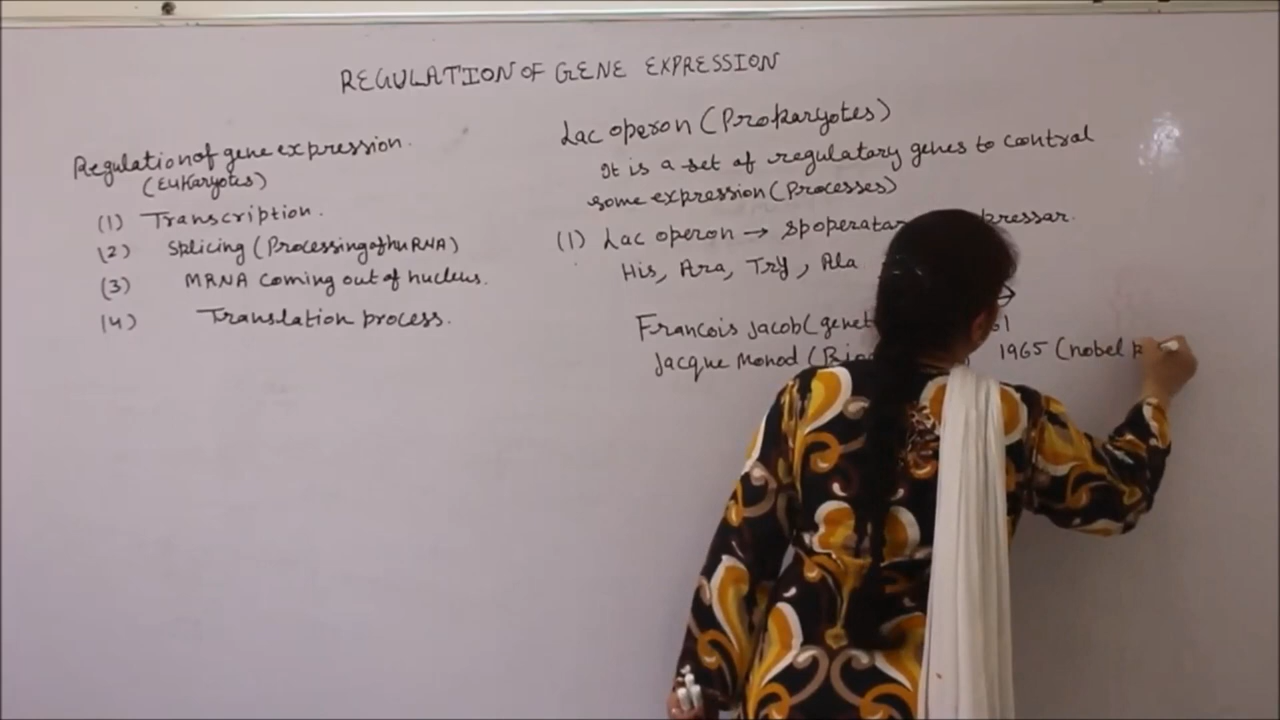 REGULATION OF GENE EXPRESSION
Regulation of gene expression.
(Eukaryotes)
(1) Transcription.
(2) Splicing (Processing of hu RNA)
(3) MRNA coming out of nucleus.
(4) Translation process.
Lac operon (Prokaryotes)
It is a set of regulatory genes to control
some expression (Processes)
(1) Lac operon →
His, Ara, Try, Ala
Francois Jacob (
Jacque Monod ( 1965 (nobel